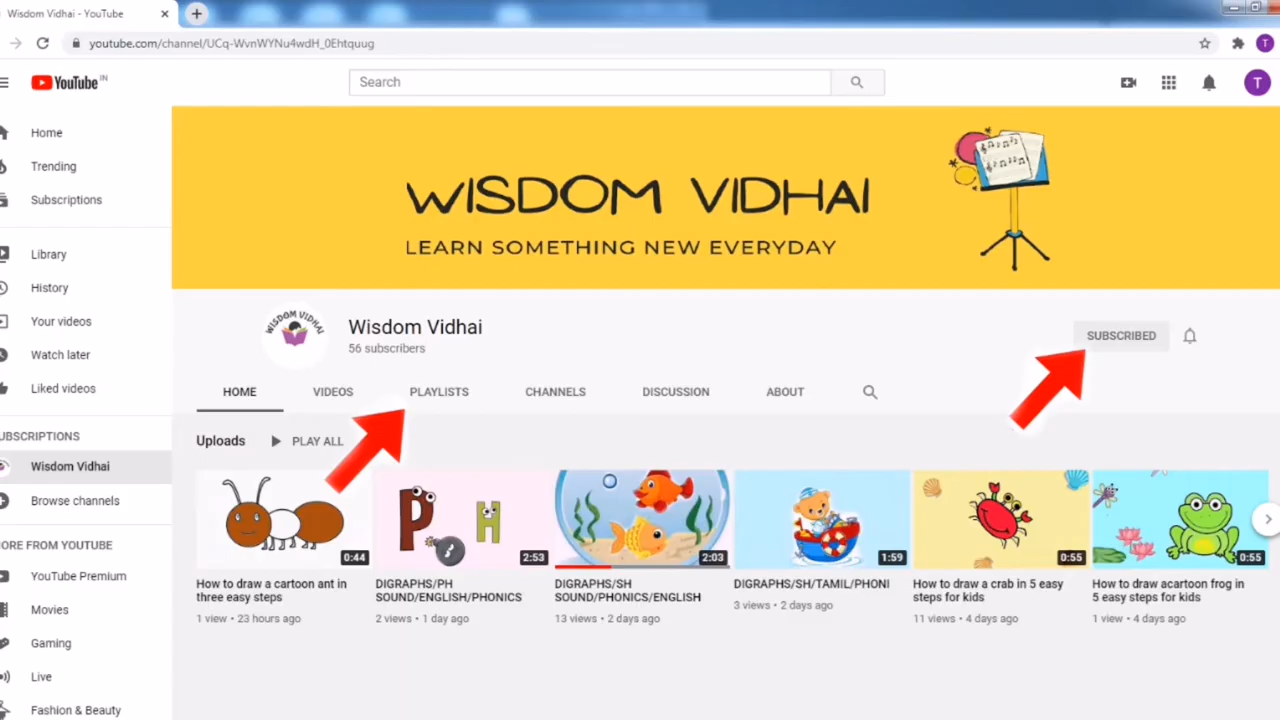 Wisdom Vidhai - YouTube
youtube.com/channel/UCq-WvnWYNu4wdH_0Ehtquug
T
YouTube IN
Search
T
Home
Trending
Subscriptions
Library
History
Your videos
Watch later
Liked videos
UBSCRIPTIONS
Wisdom Vidhai
Browse channels
ORE FROM YOUTUBE
YouTube Premium
Movies
Gaming
Live
Fashion & Beauty
WISDOM VIDHAI
LEARN SOMETHING NEW EVERYDAY
WISDOM VIDHAI
Wisdom Vidhai
56 subscribers
SUBSCRIBED
HOME VIDEOS PLAYLISTS CHANNELS DISCUSSION ABOUT
Uploads PLAY ALL
P H
0:44 2:53 2:03 1:59 0:55 0:55
How to draw a cartoon ant in
three easy steps
1 view • 23 hours ago
DIGRAPHS/PH
SOUND/ENGLISH/PHONICS
2 views • 1 day ago
DIGRAPHS/SH
SOUND/PHONICS/ENGLISH
13 views • 2 days ago
DIGRAPHS/SH/TAMIL/PHONI
3 views • 2 days ago
How to draw a crab in 5 easy
steps for kids
11 views • 4 days ago
How to draw acartoon frog in
5 easy steps for kids
1 view • 4 days ago